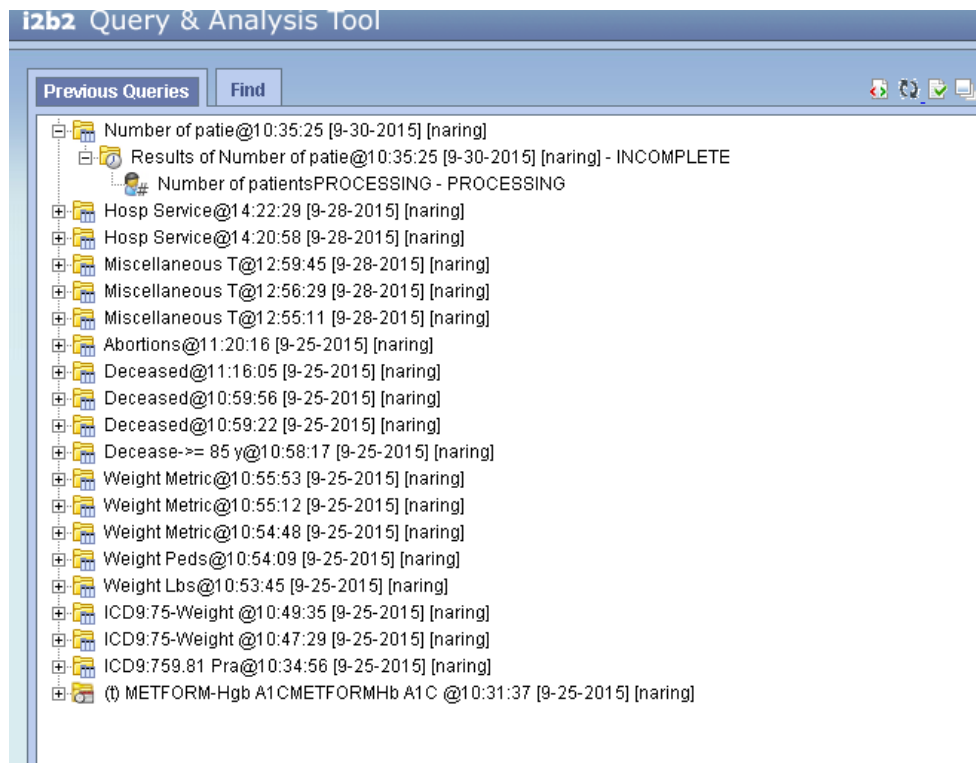 i2b2 Query & Analysis Tool
Previous Queries Find
Number of patie@10:35:25 [9-30-2015] [naring]
Results of Number of patie@10:35:25 [9-30-2015] [naring] - INCOMPLETE
Number of patientsPROCESSING - PROCESSING
Hosp Service@14:22:29 [9-28-2015] [naring]
Hosp Service@14:20:58 [9-28-2015] [naring]
Miscellaneous T@12:59:45 [9-28-2015] [naring]
Miscellaneous T@12:56:29 [9-28-2015] [naring]
Miscellaneous T@12:55:11 [9-28-2015] [naring]
Abortions@11:20:16 [9-25-2015] [naring]
Deceased@11:16:05 [9-25-2015] [naring]
Deceased@10:59:56 [9-25-2015] [naring]
Deceased@10:59:22 [9-25-2015] [naring]
Decease->= 85 y@10:58:17 [9-25-2015] [naring]
Weight Metric@10:55:53 [9-25-2015] [naring]
Weight Metric@10:55:12 [9-25-2015] [naring]
Weight Metric@10:54:48 [9-25-2015] [naring]
Weight Peds@10:54:09 [9-25-2015] [naring]
Weight Lbs@10:53:45 [9-25-2015] [naring]
ICD9:75-Weight @10:49:35 [9-25-2015] [naring]
ICD9:75-Weight @10:47:29 [9-25-2015] [naring]
ICD9:759.81 Pra@10:34:56 [9-25-2015] [naring]
(t) METFORM-Hgb A1CMETFORMHb A1C @10:31:37 [9-25-2015] [naring]